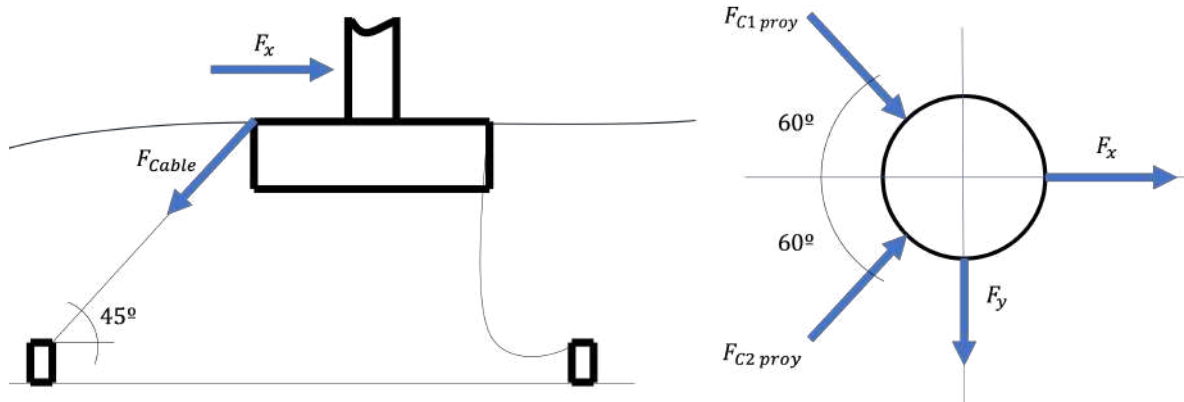 F_x
F_Cable
45º
F_C1 proy
60º
F_x
60º
F_y
F_C2 proy